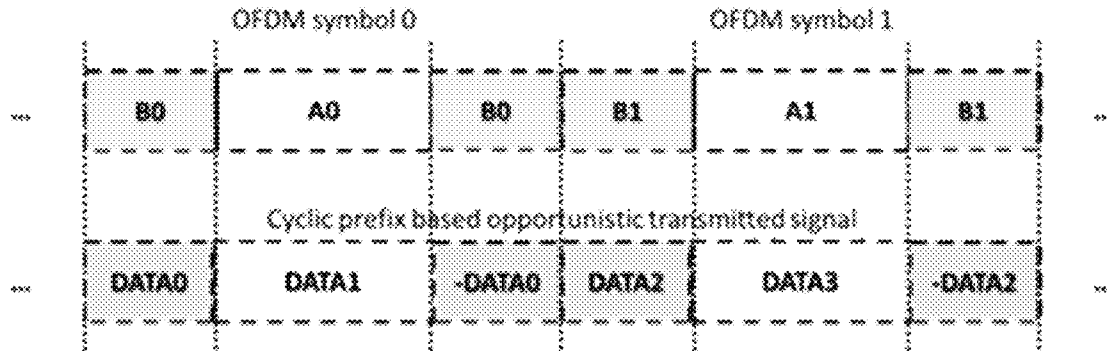 OFDM symbol 0 OFDM symbol 1
... B0 A0 B0 B1 A1 B1 ...
Cyclic prefix based opportunistic transmitted signal
... DATA0 DATA1 -DATA0 DATA2 DATA3 -DATA2 ...